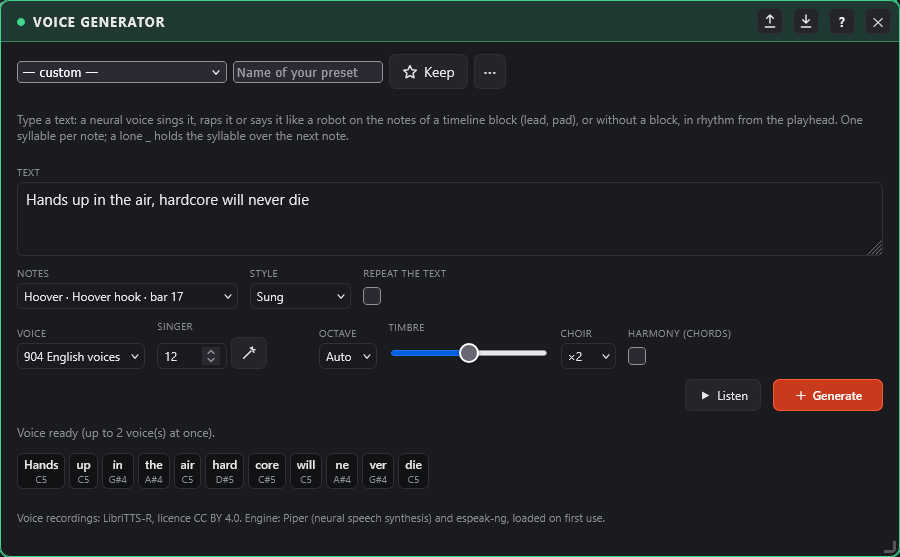 VOICE GENERATOR
?
— custom —
Name of your preset
Keep
...
Type a text: a neural voice sings it, raps it or says it like a robot on the notes of a timeline block (lead, pad), or without a block, in rhythm from the playhead. One
syllable per note; a lone _ holds the syllable over the next note.
TEXT
Hands up in the air, hardcore will never die
NOTES STYLE REPEAT THE TEXT
Hoover · Hoover hook · bar 17 Sung
VOICE SINGER OCTAVE TIMBRE CHOIR HARMONY (CHORDS)
904 English voices 12 Auto ×2
Listen + Generate
Voice ready (up to 2 voice(s) at once).
Hands up in the air hard core will ne ver die
C5 C5 G#4 A#4 C5 D#5 C#5 C5 A#4 G#4 C5
Voice recordings: LibriTTS-R, licence CC BY 4.0. Engine: Piper (neural speech synthesis) and espeak-ng, loaded on first use.